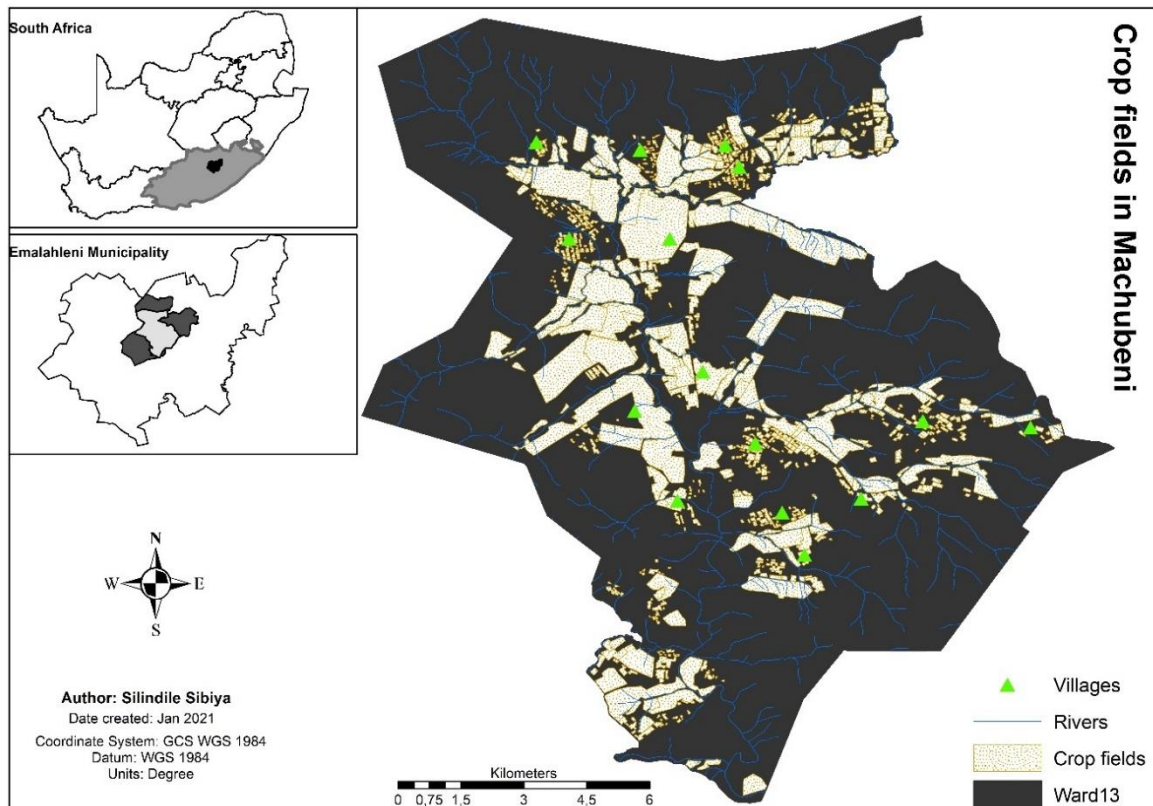 South Africa
Emalahleni Municipality
Crop fields in Machubeni
N
W E
S
Author: Silindile Sibiya
Date created: Jan 2021
Coordinate System: GCS WGS 1984
Datum: WGS 1984
Units: Degree
Kilometers
0 0,75 1,5 3 4,5 6
Villages
Rivers
Crop fields
Ward13